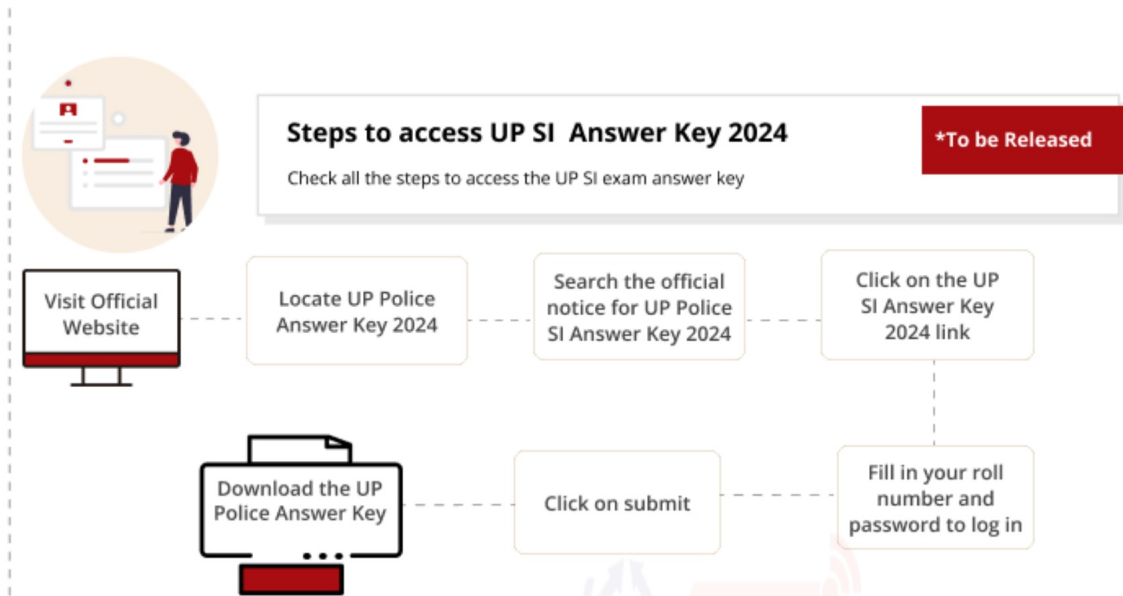 Steps to access UP SI Answer Key 2024
*To be Released
Check all the steps to access the UP SI exam answer key
Visit Official
Website
Locate UP Police
Answer Key 2024
Search the official
notice for UP Police
SI Answer Key 2024
Click on the UP
SI Answer Key
2024 link
Fill in your roll
number and
password to log in
Click on submit
Download the UP
Police Answer Key